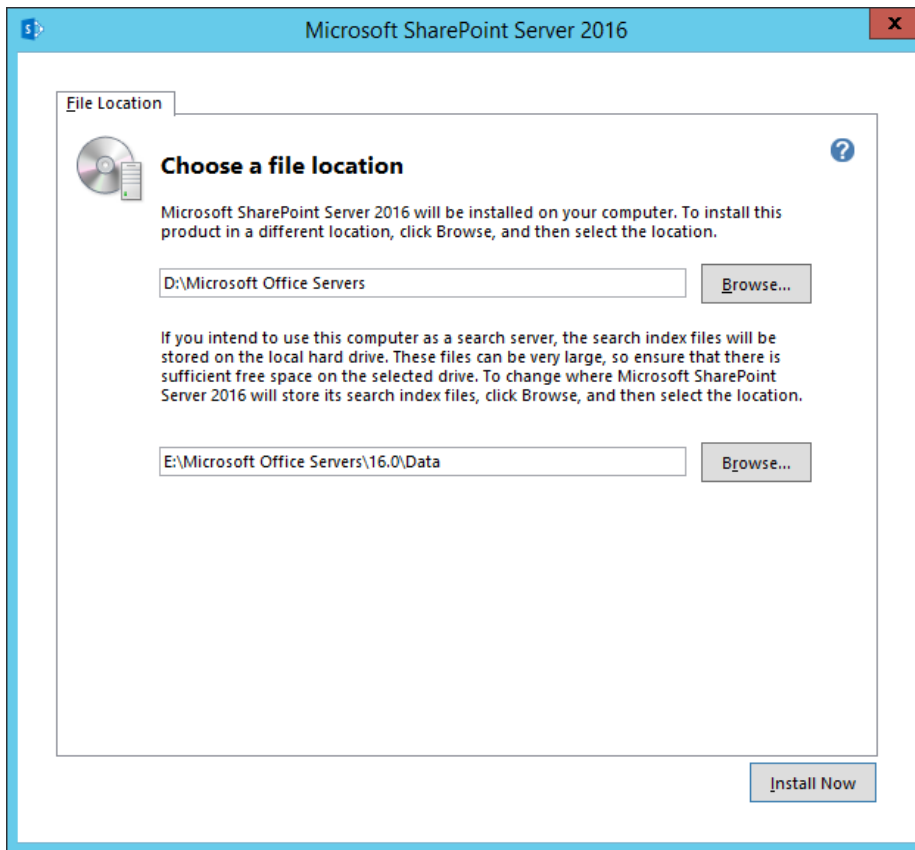 Microsoft SharePoint Server 2016
x
File Location
Choose a file location
?
Microsoft SharePoint Server 2016 will be installed on your computer. To install this
product in a different location, click Browse, and then select the location.
D:\Microsoft Office Servers
Browse...
If you intend to use this computer as a search server, the search index files will be
stored on the local hard drive. These files can be very large, so ensure that there is
sufficient free space on the selected drive. To change where Microsoft SharePoint
Server 2016 will store its search index files, click Browse, and then select the location.
E:\Microsoft Office Servers\16.0\Data
Browse...
Install Now